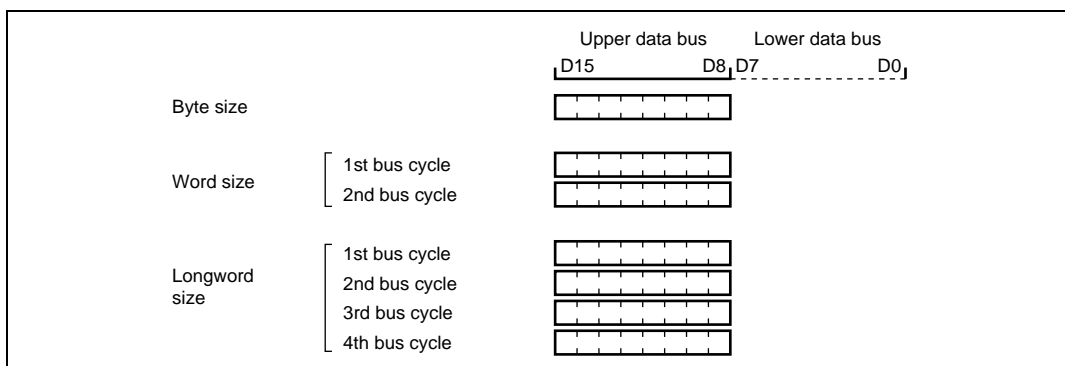 Upper data bus Lower data bus
D15 D8 D7 D0
Byte size
Word size
1st bus cycle
2nd bus cycle
Longword
size
1st bus cycle
2nd bus cycle
3rd bus cycle
4th bus cycle